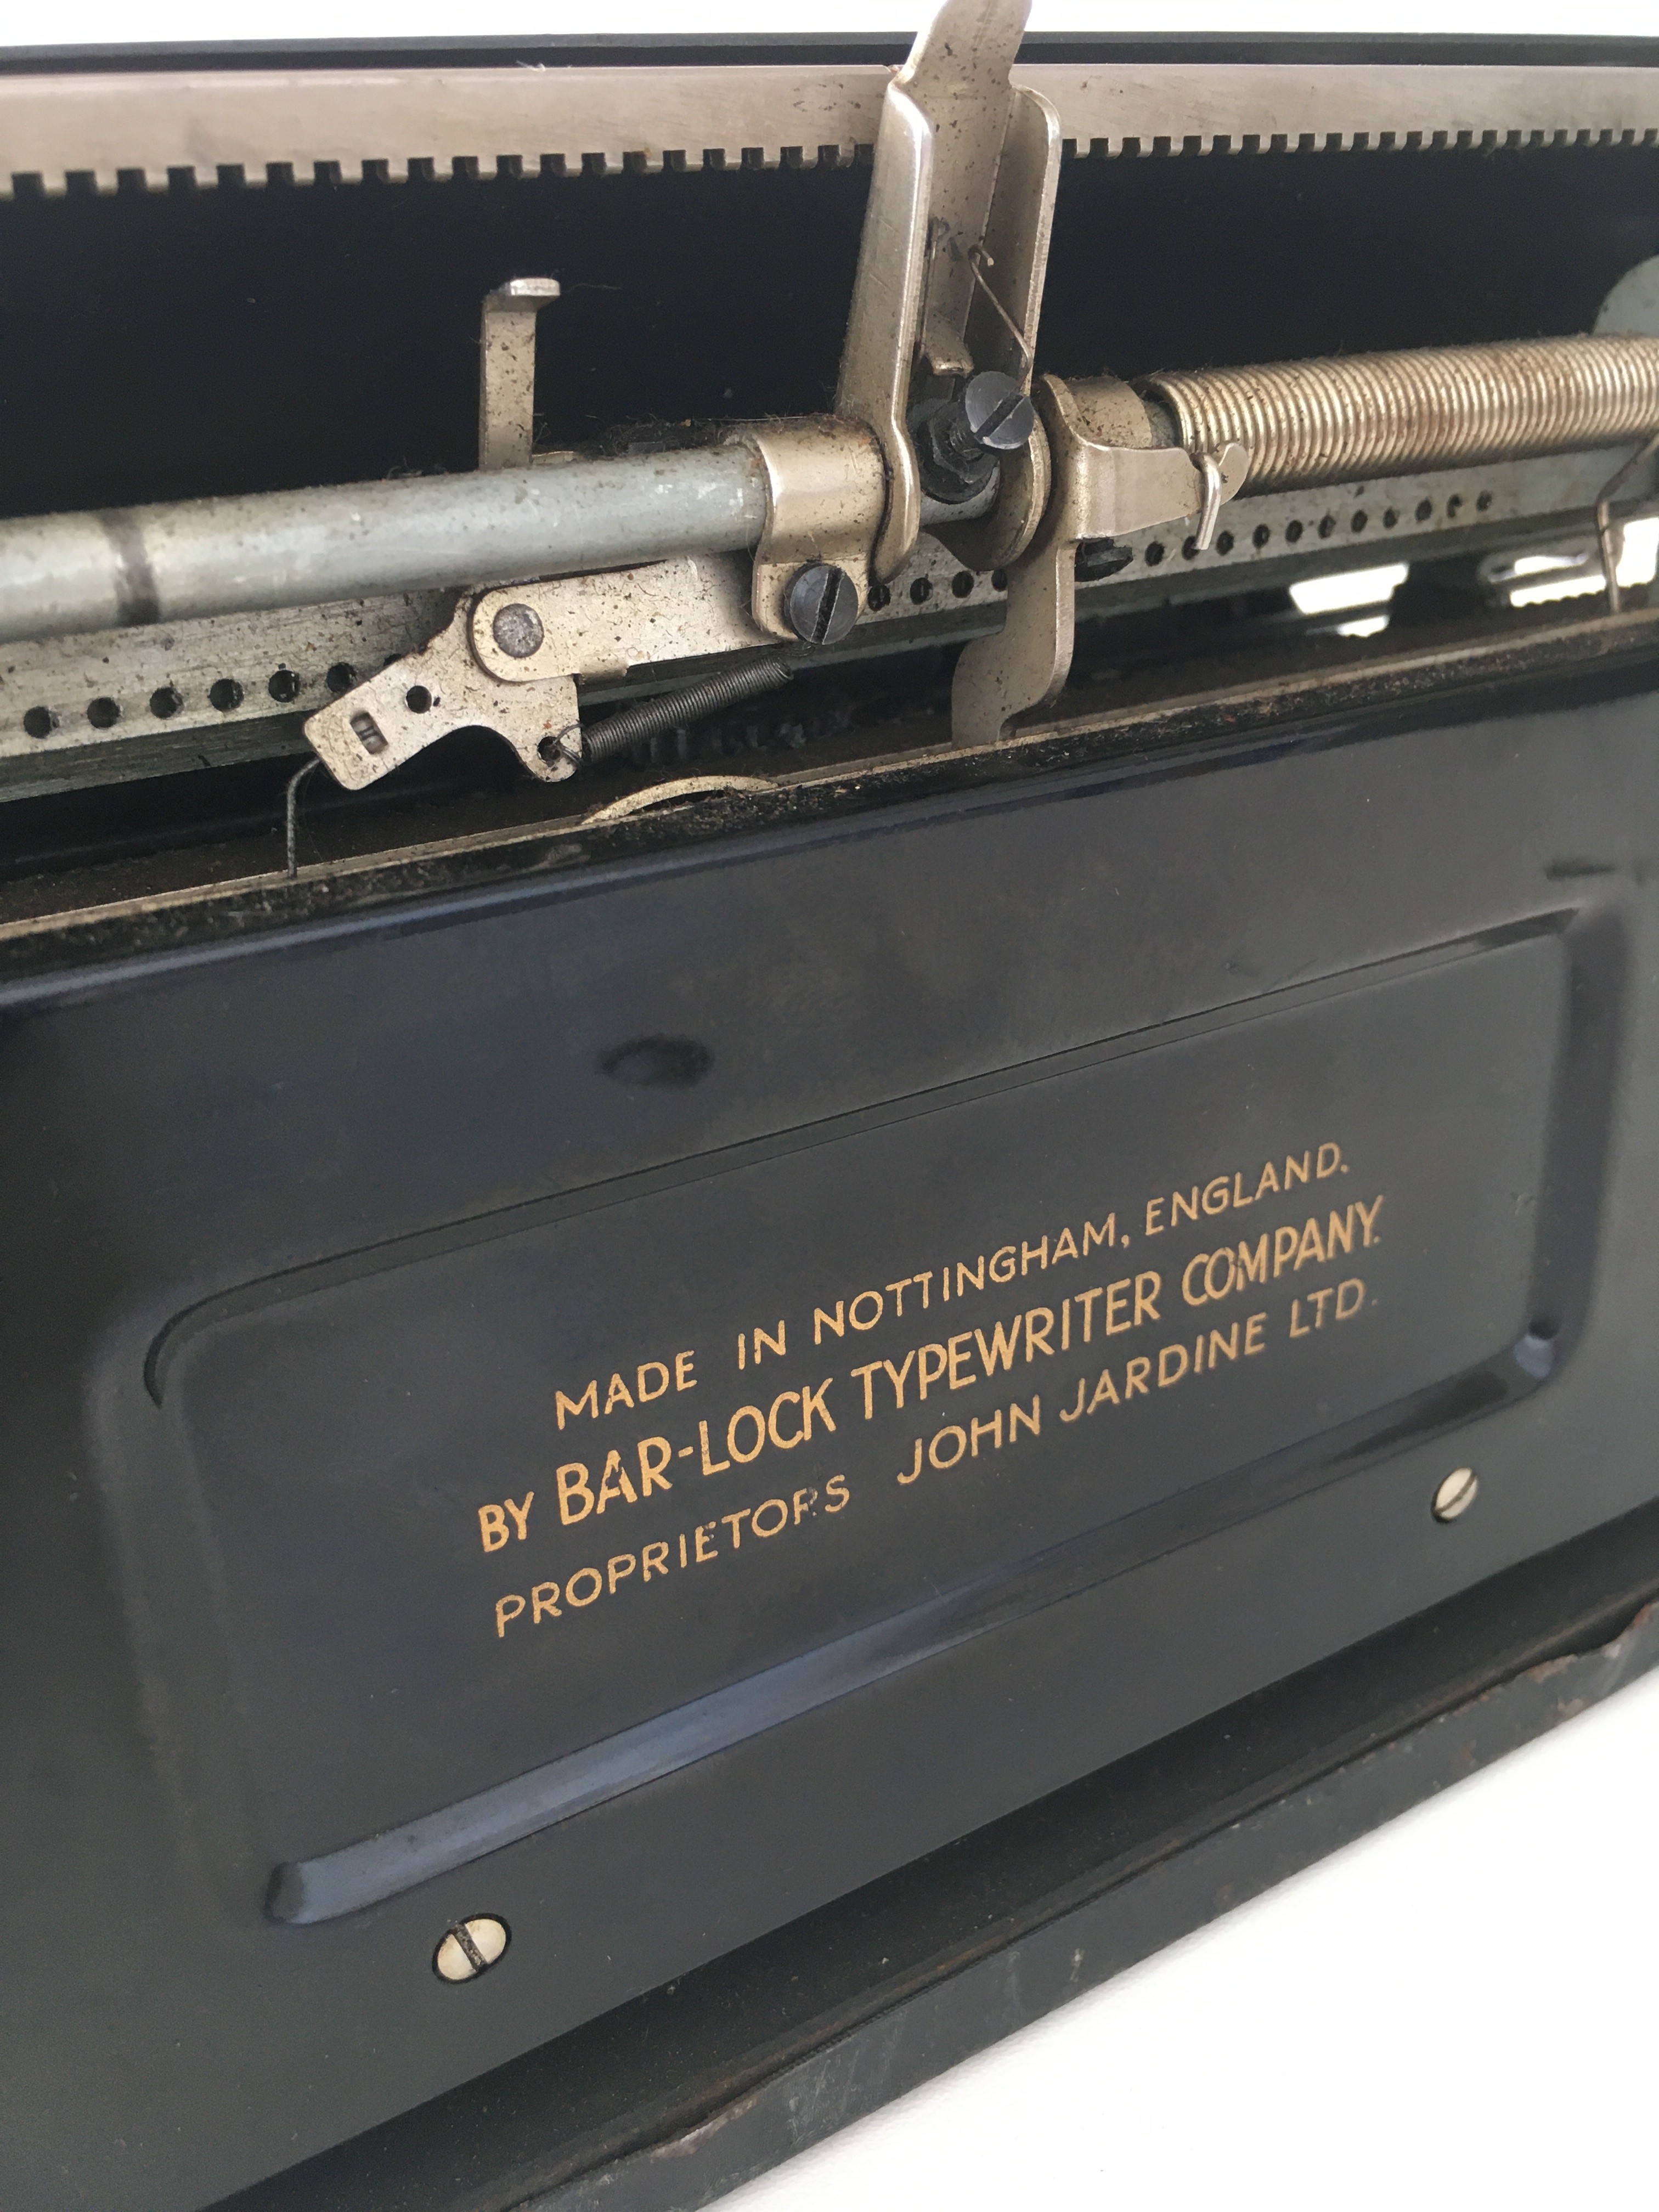 MADE IN NOTTINGHAM, ENGLAND.
BY BAR-LOCK TYPEWRITER COMPANY.
PROPRIETORS JOHN JARDINE LTD.